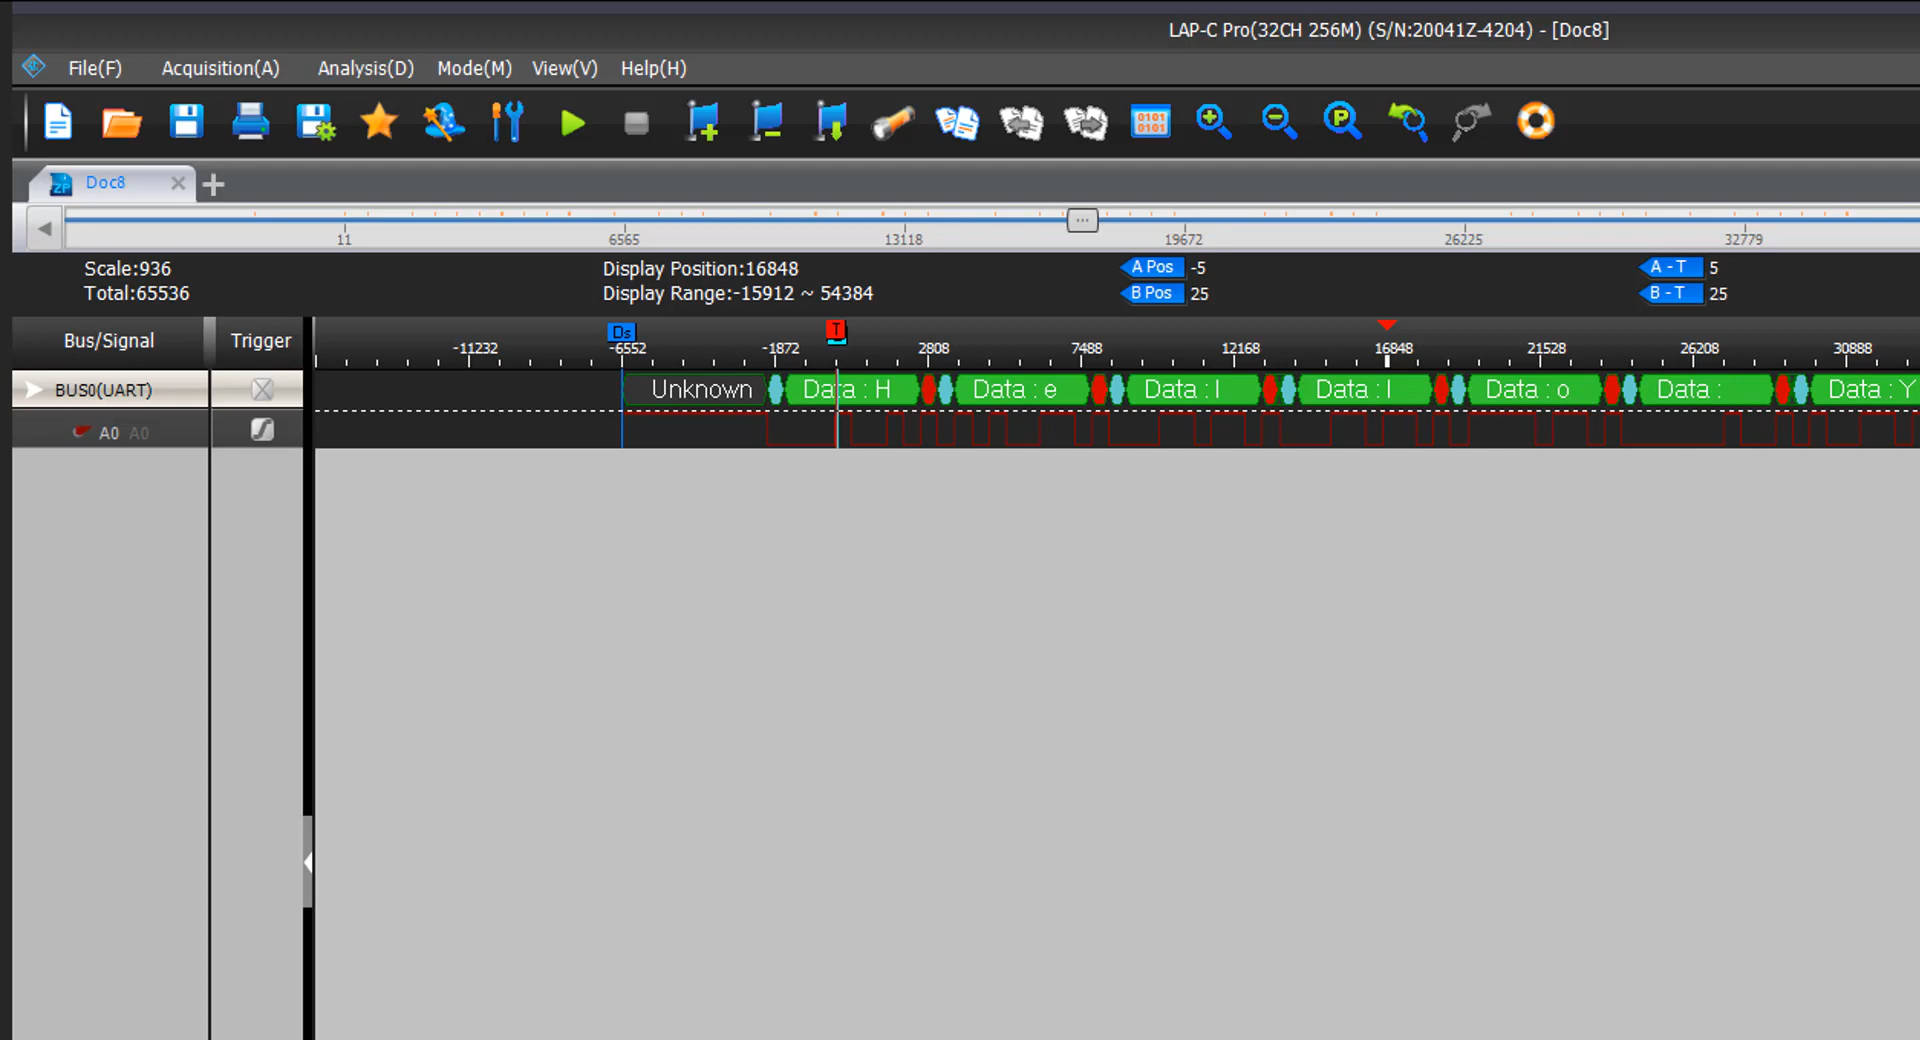 LAP-C Pro(32CH 256M) (S/N:20041Z-4204) - [Doc8]
File(F) Acquisition(A) Analysis(D) Mode(M) View(V) Help(H)
0101
0101
P
ZP Doc8
11 6565 13118 19672 26225 32779
Scale:936 Display Position:16848 A Pos -5 A - T 5
Total:65536 Display Range:-15912 ~ 54384 B Pos 25 B - T 25
Bus/Signal Trigger Ds T
-11232 -6552 -1872 2808 7488 12168 16848 21528 26208 30888
BUS0(UART) Unknown Data : H Data : e Data : l Data : l Data : o Data : Data : Y
A0 A0